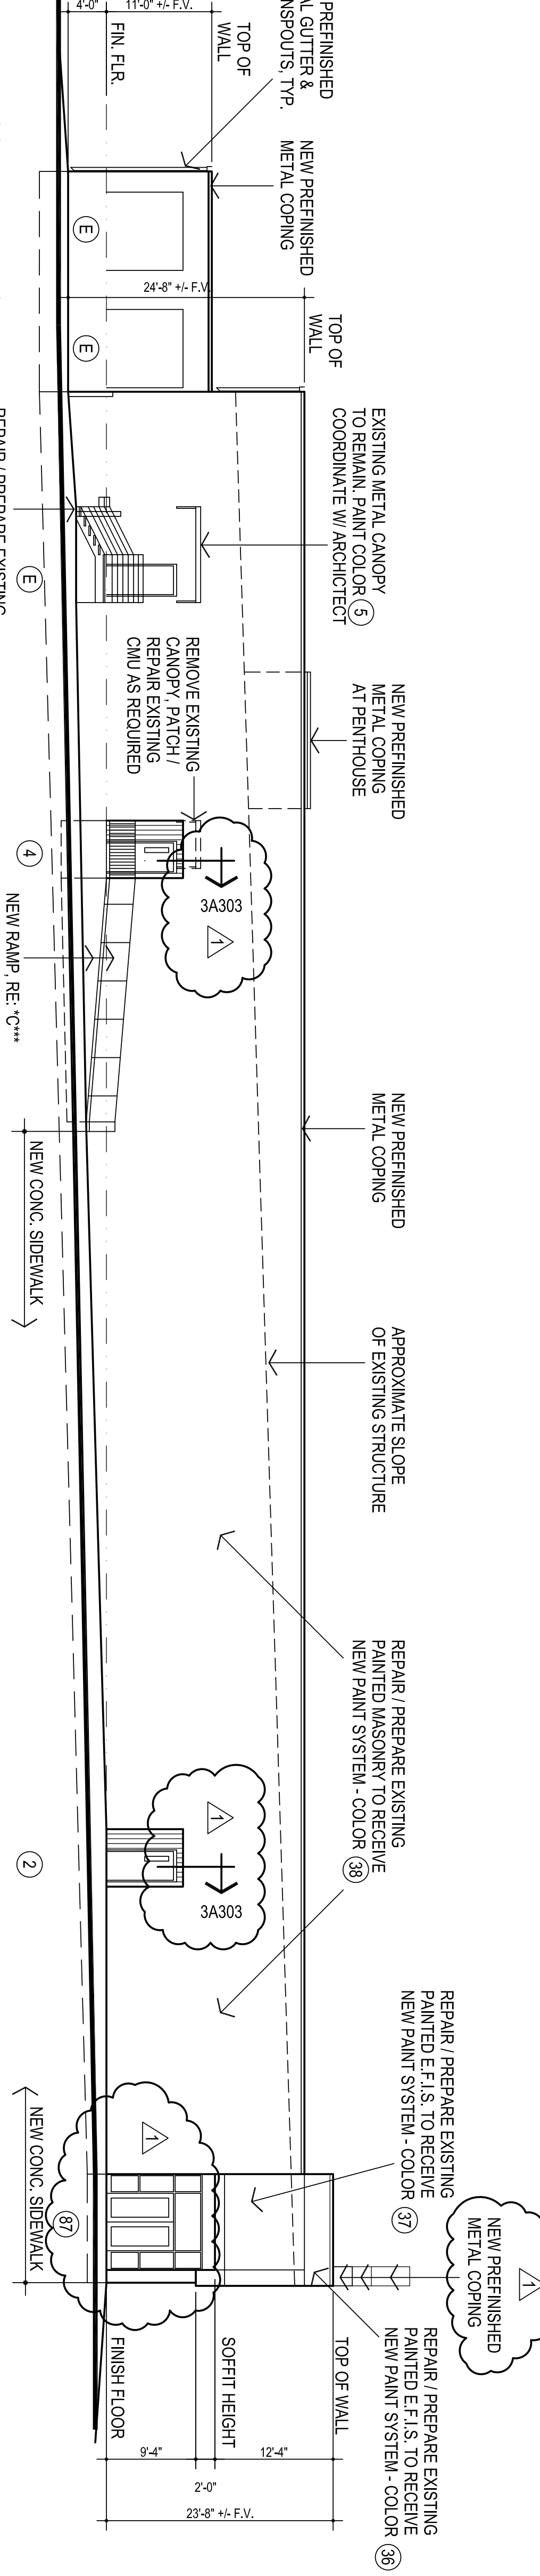 PREFINISHED
AL GUTTER &
NSPOUTS, TYP.
4'-0"
11'-0" +/- F.V.
FIN. FLR.
TOP OF
WALL
NEW PREFINISHED
METAL COPING
E
E
24'-8" +/- F.V.
TOP OF
WALL
EXISTING METAL CANOPY
TO REMAIN. PAINT COLOR 5
COORDINATE W/ ARCHICTECT
REPAIR / PREPARE EXISTING
E
REMOVE EXISTING
CANOPY, PATCH /
REPAIR EXISTING
CMU AS REQUIRED
NEW PREFINISHED
METAL COPING
AT PENTHOUSE
3A303
1
4
NEW RAMP, RE: *C***
NEW CONC. SIDEWALK
NEW PREFINISHED
METAL COPING
APPROXIMATE SLOPE
OF EXISTING STRUCTURE
REPAIR / PREPARE EXISTING
PAINTED MASONRY TO RECEIVE
NEW PAINT SYSTEM - COLOR 38
1
3A303
2
REPAIR / PREPARE EXISTING
PAINTED E.F.I.S. TO RECEIVE
NEW PAINT SYSTEM - COLOR 37
1
87
NEW CONC. SIDEWALK
1
NEW PREFINISHED
METAL COPING
REPAIR / PREPARE EXISTING
PAINTED E.F.I.S. TO RECEIVE
NEW PAINT SYSTEM - COLOR 36
TOP OF WALL
SOFFIT HEIGHT
FINISH FLOOR
12'-4"
2'-0"
9'-4"
23'-8" +/- F.V.